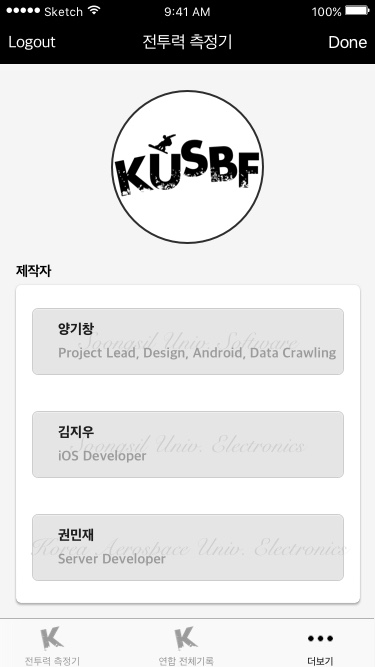 Sketch 9:41 AM 100%
Logout 전투력 측정기 Done
KUSBF
제작자
양기창
Soongsil Univ. Software
Project Lead, Design, Android, Data Crawling
김지우
Soongsil Univ. Electronics
iOS Developer
권민재
Korea Aerospace Univ. Electronics
Server Developer
K K
전투력 측정기 연합 전체기록 더보기